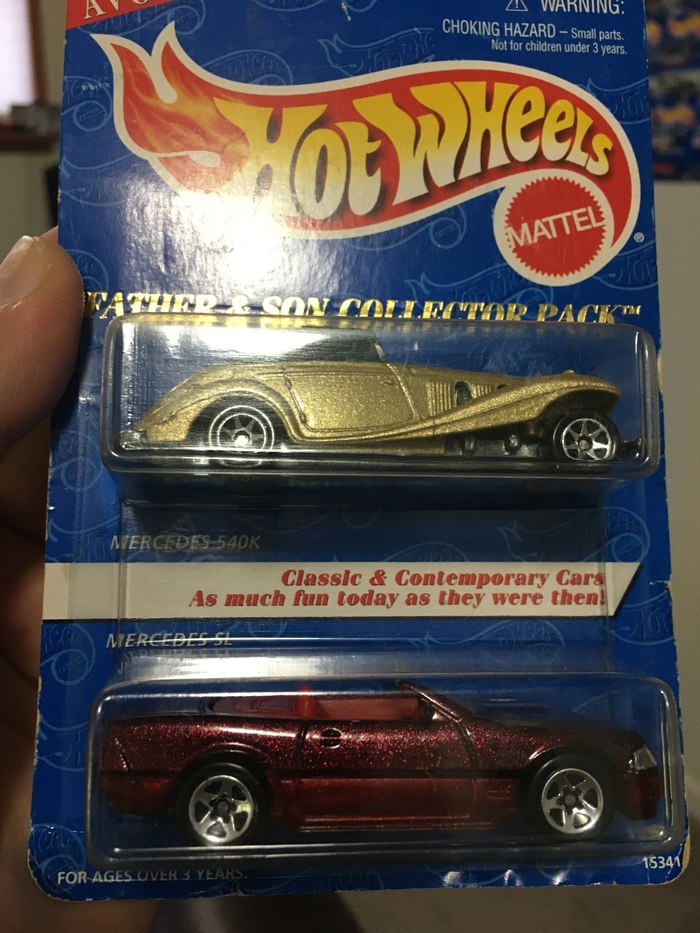 AVO
WARNING:
CHOKING HAZARD – Small parts.
Not for children under 3 years.
HOT WHEELS
MATTEL
®
FATHER & SON COLLECTOR PACK™
MERCEDES 540K
Classic & Contemporary Cars
As much fun today as they were then!
MERCEDES SL
FOR AGES OVER 3 YEARS.
15341